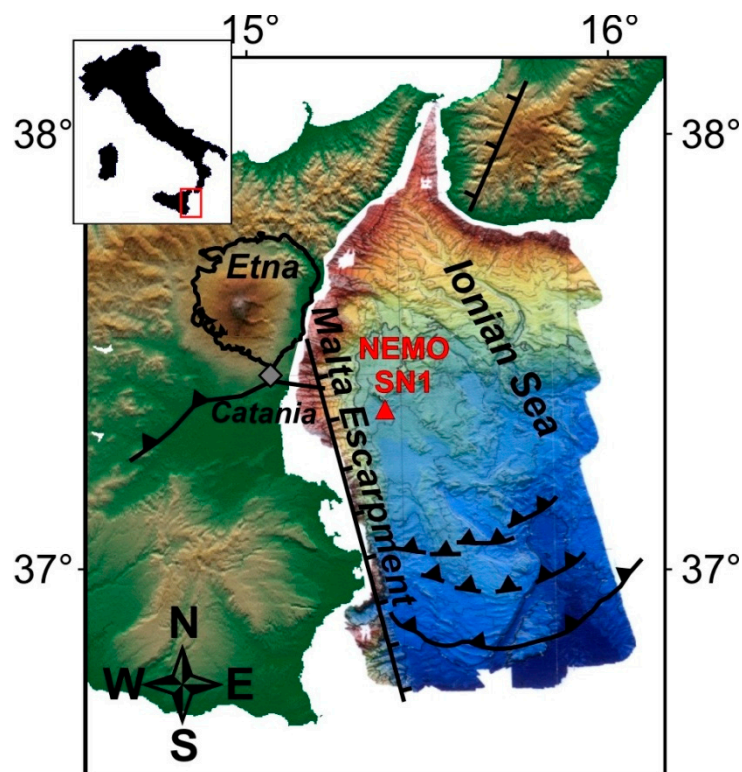 15°
16°
38°
38°
Etna
Ionian Sea
Malta Escarpment
NEMO
SN1
Catania
37°
37°
N
W
E
S